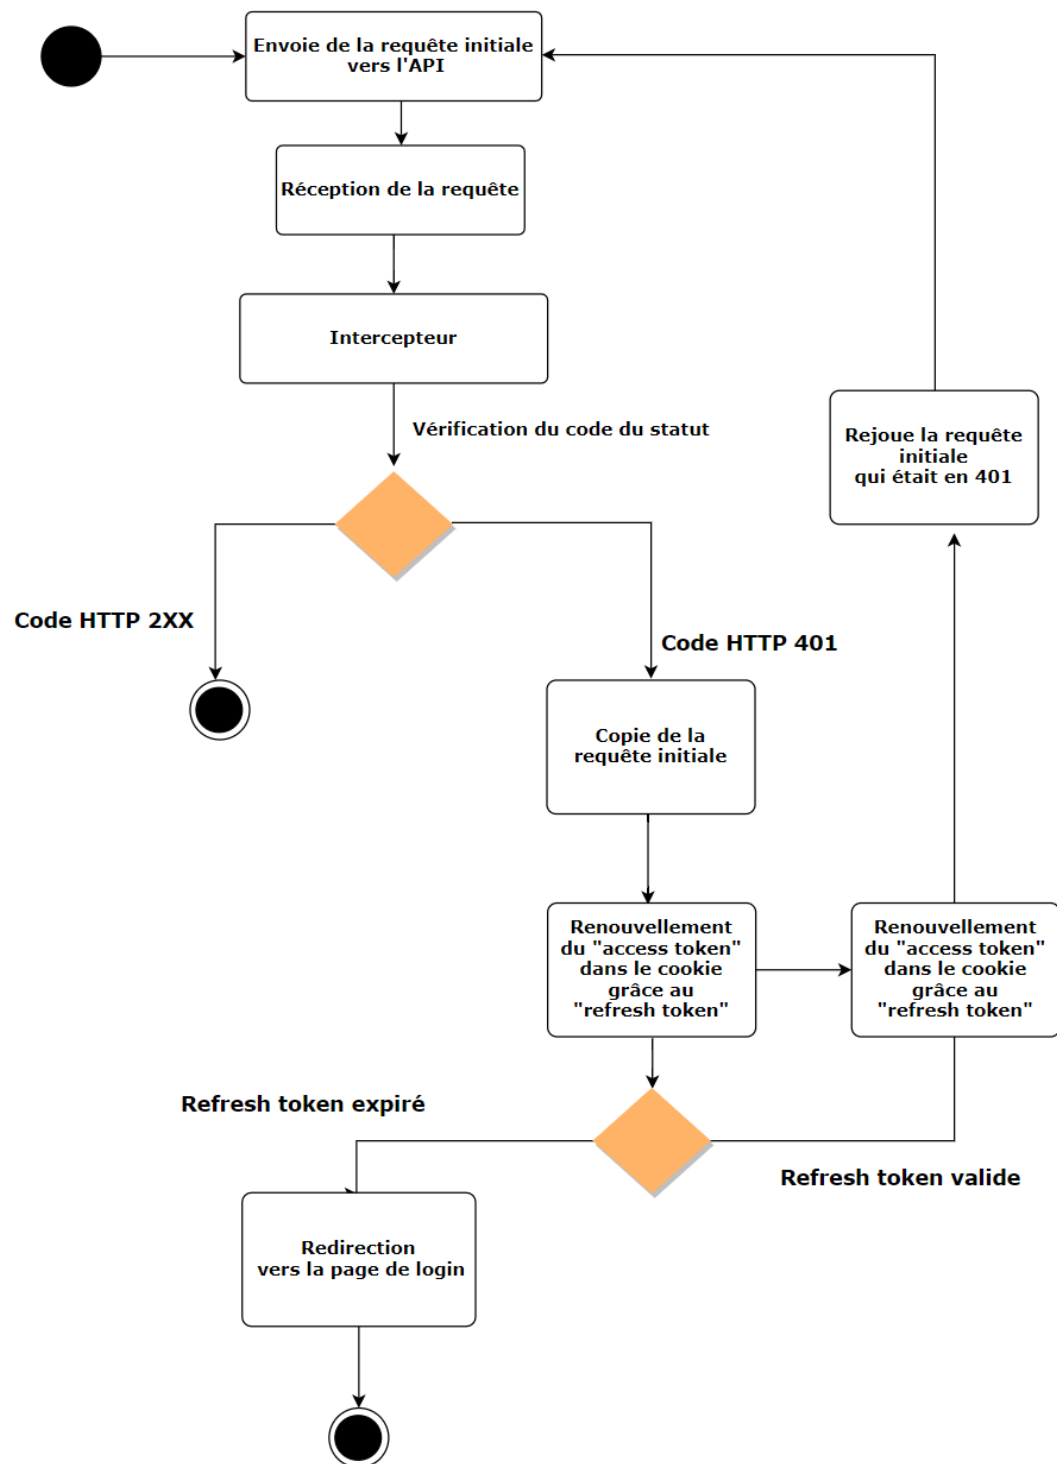 Envoie de la requête initiale
vers l'API
Réception de la requête
Intercepteur
Vérification du code du statut
Rejoue la requête
initiale
qui était en 401
Code HTTP 2XX
Code HTTP 401
Copie de la
requête initiale
Renouvellement
du "access token"
dans le cookie
grâce au
"refresh token"
Renouvellement
du "access token"
dans le cookie
grâce au
"refresh token"
Refresh token expiré
Refresh token valide
Redirection
vers la page de login